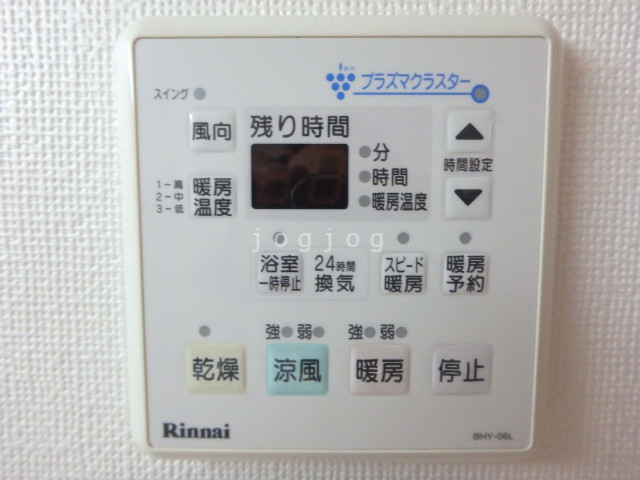 Ion
プラズマクラスター
スイング
風向
残り時間
分
時間
暖房温度
時間設定
1-高
2-中
3-低
暖房
温度
jogjog
浴室
一時停止
24時間
換気
スピード
暖房
暖房
予約
強 弱
強 弱
乾燥
涼風
暖房
停止
Rinnai
BHY-06L